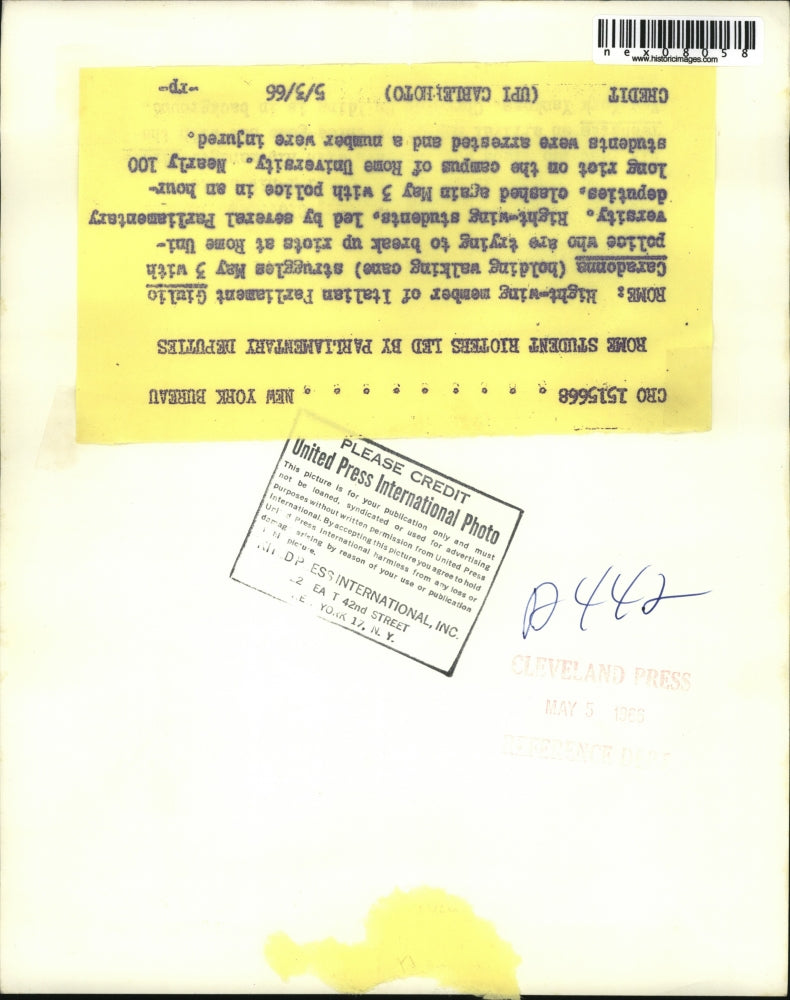 nex08058
www.historicimages.com
CRO 1515668 . . . . . . . . . . NEW YORK BUREAU
ROME STUDENT RIOTERS LED BY PARLIAMENTARY DEPUTIES
ROME: Right-wing member of Italian Parliament Giulio
Caradonna (holding walking cane) struggles May 3 with
police who are trying to break up riots at Rome Uni-
versity. Right-wing students, led by several Parliamentary
deputies, clashed again May 3 with police in an hour-
long riot on the campus of Rome University. Nearly 100
students were arrested and a number were injured.
CREDIT (UPI CABLEPHOTO) 5/3/66 -rp-
PLEASE CREDIT
United Press International Photo
This picture is for your publication only and must
not be loaned, syndicated or used for advertising
purposes without written permission from United Press
International. By accepting this picture you agree to hold
Press International harmless from any loss or
arising by reason of your use or publication
picture.
INTERNATIONAL, INC.
42nd STREET
17, N. Y.
A442
CLEVELAND PRESS
MAY 5 1966
REFERENCE DEPT.